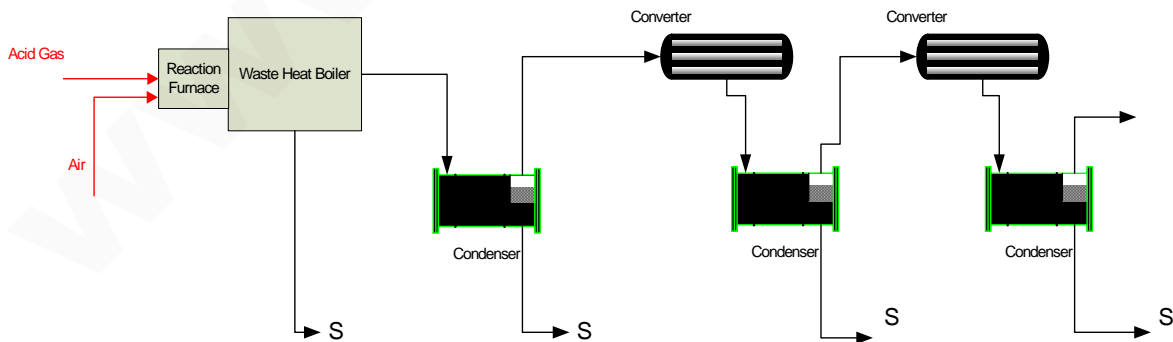 Converter
Converter
Acid Gas
Reaction
Furnace
Waste Heat Boiler
Air
Condenser
Condenser
Condenser
S
S
S
S